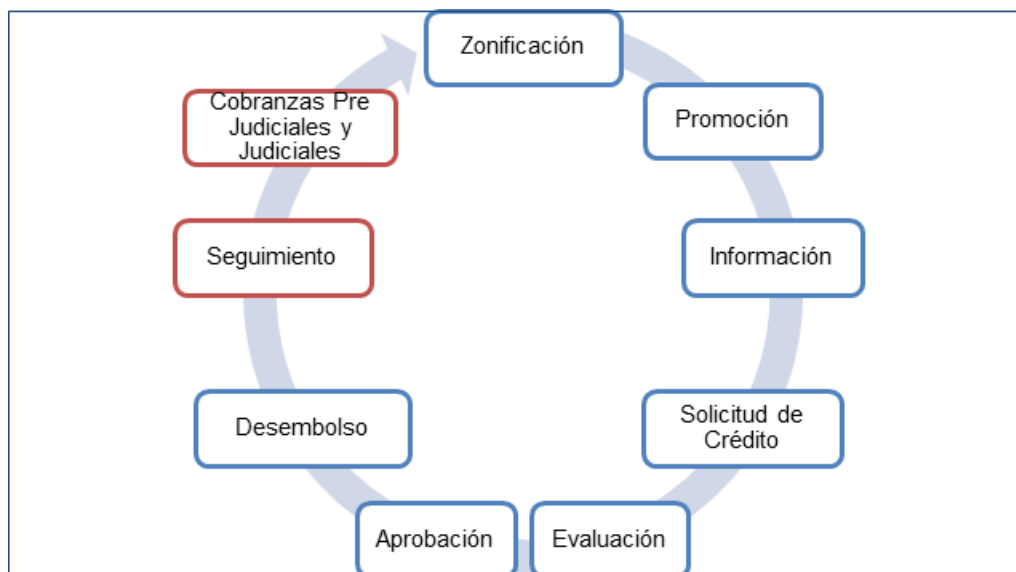 Zonificación
Promoción
Información
Solicitud de
Crédito
Evaluación
Aprobación
Desembolso
Seguimiento
Cobranzas Pre
Judiciales y
Judiciales